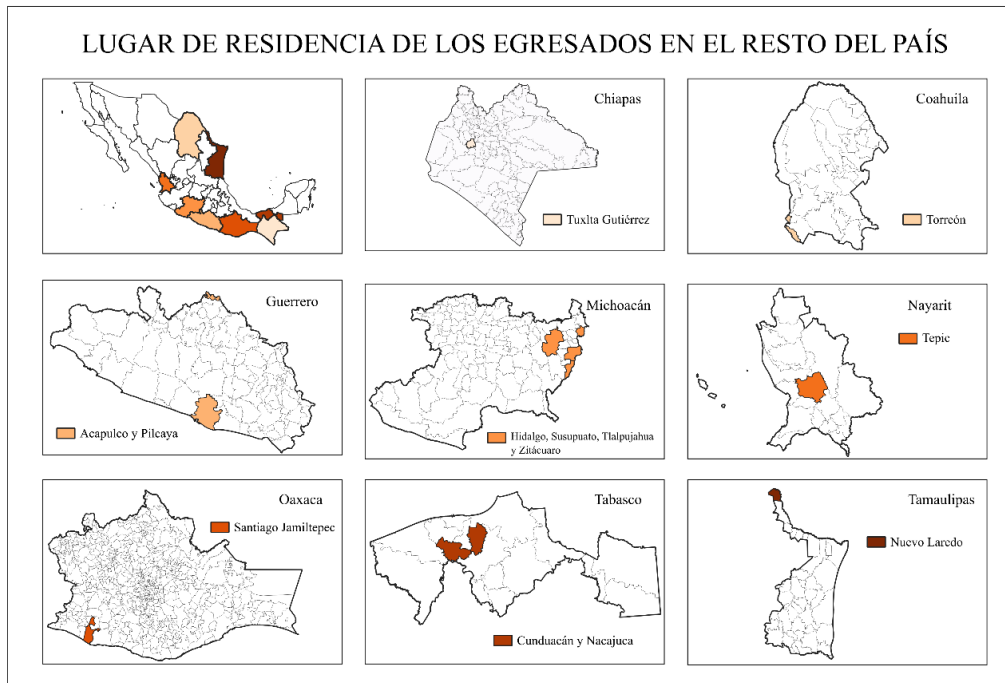 LUGAR DE RESIDENCIA DE LOS EGRESADOS EN EL RESTO DEL PAÍS
Chiapas
Tuxlta Gutiérrez
Coahuila
Torreón
Guerrero
Acapulco y Pilcaya
Michoacán
Hidalgo, Susupuato, Tlalpujahua
y Zitácuaro
Nayarit
Tepic
Oaxaca
Santiago Jamiltepec
Tabasco
Cunduacán y Nacajuca
Tamaulipas
Nuevo Laredo